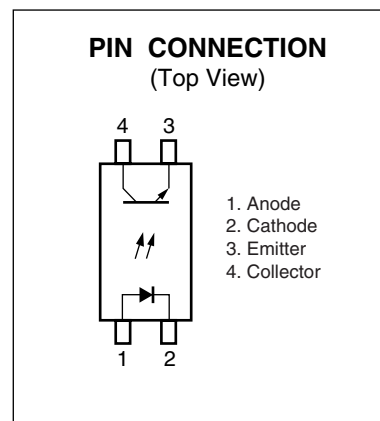 PIN CONNECTION
(Top View)
4 3
1. Anode
2. Cathode
3. Emitter
4. Collector
1 2